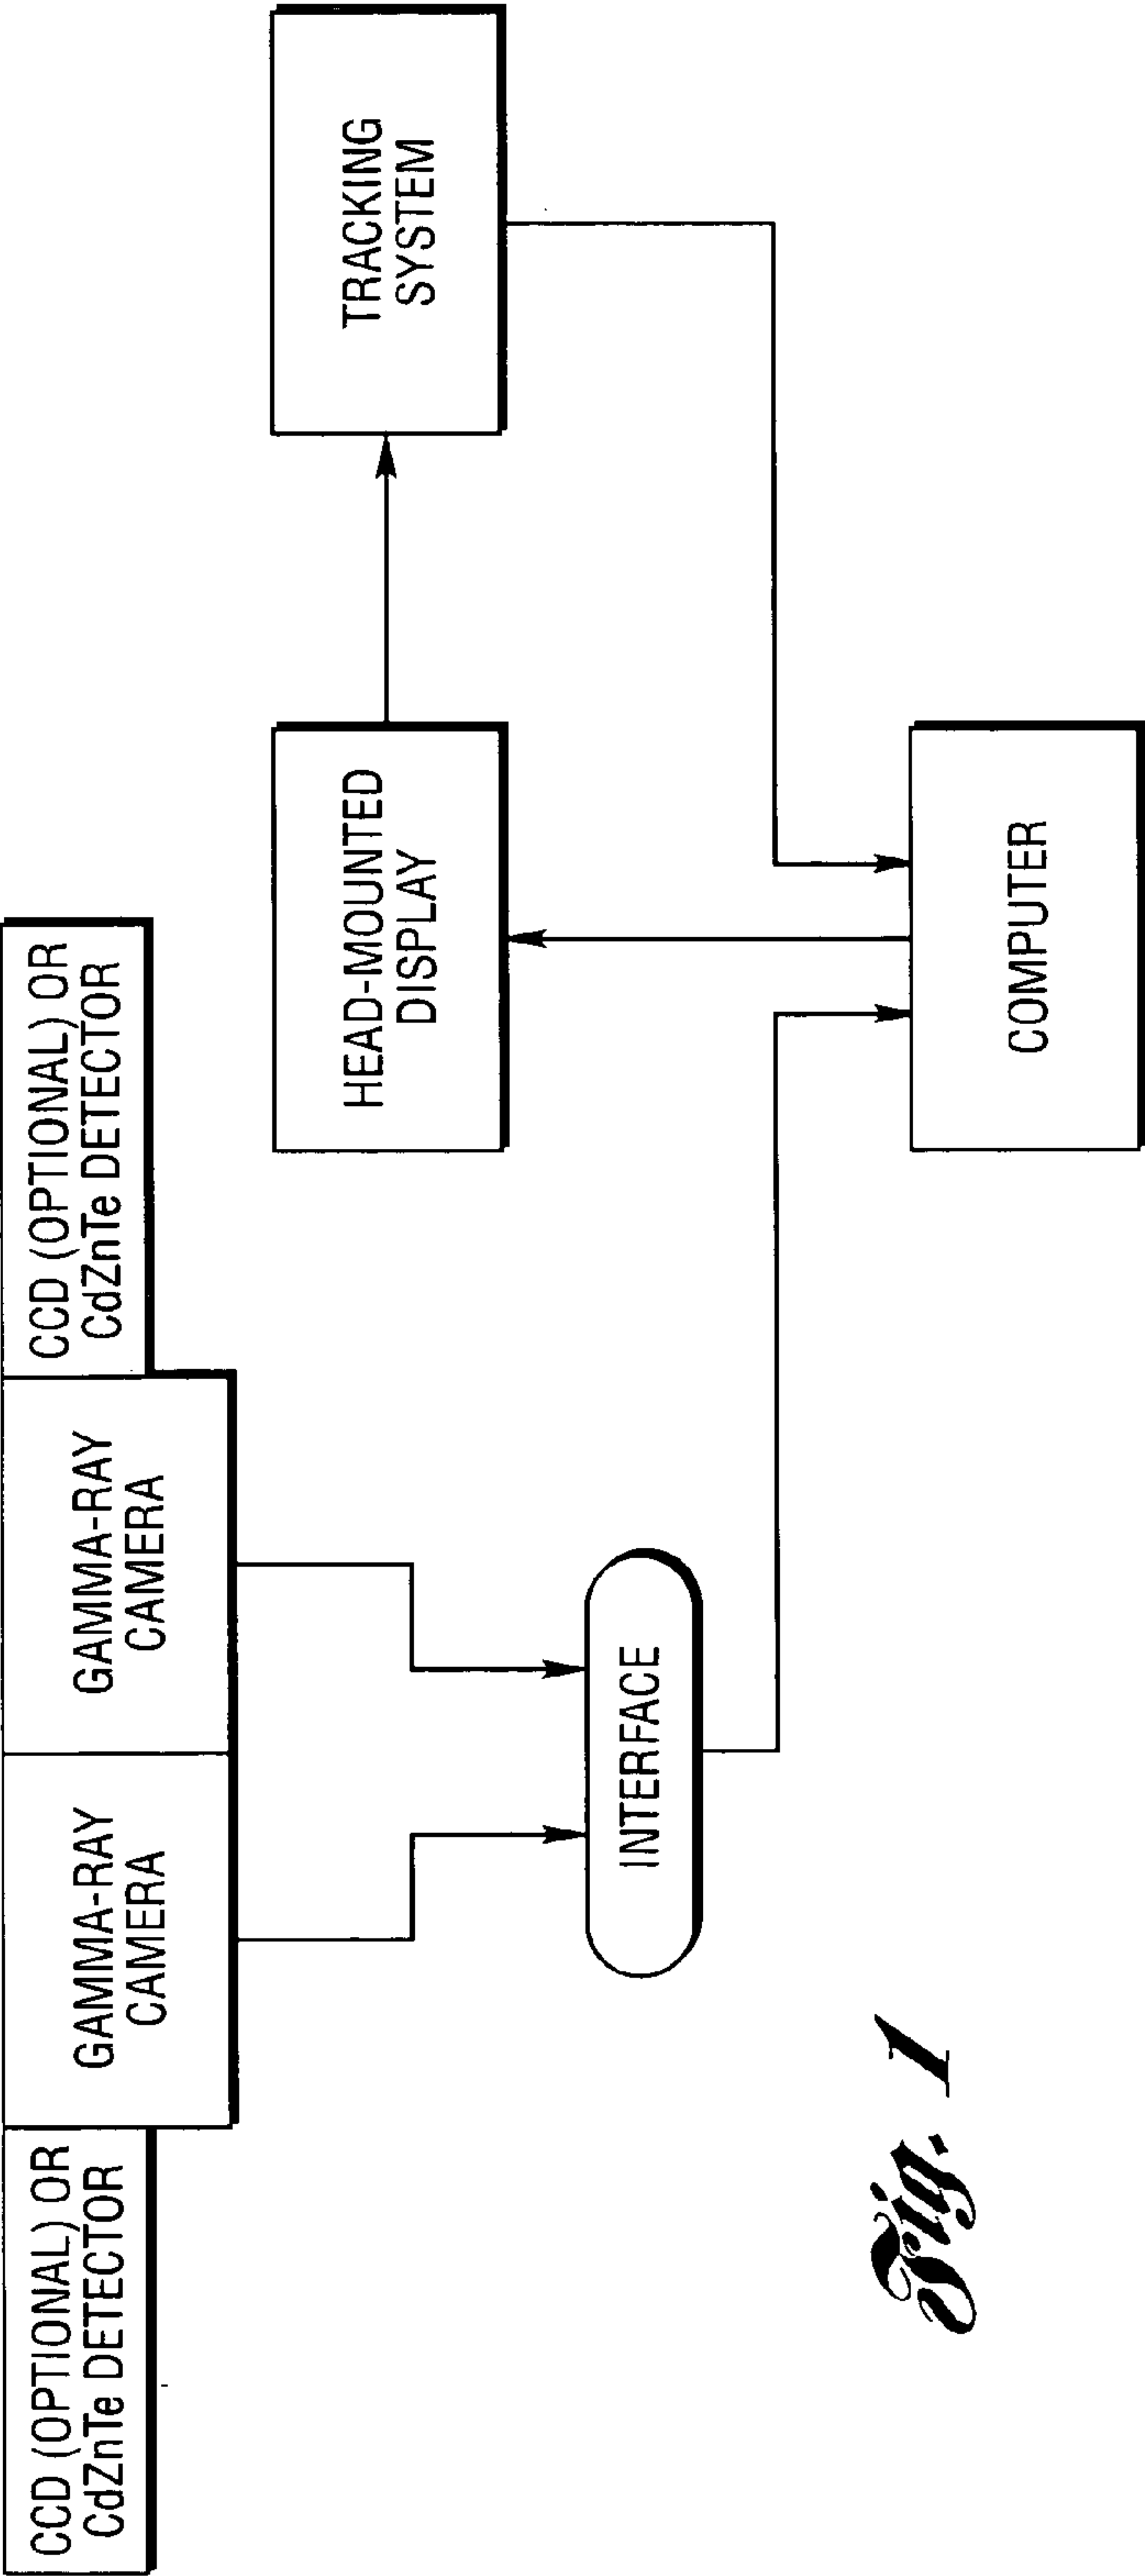 CCD (OPTIONAL) OR
CdZnTe DETECTOR
GAMMA-RAY
CAMERA
GAMMA-RAY
CAMERA
CCD (OPTIONAL) OR
CdZnTe DETECTOR
INTERFACE
HEAD-MOUNTED
DISPLAY
TRACKING
SYSTEM
COMPUTER
Fig. 1